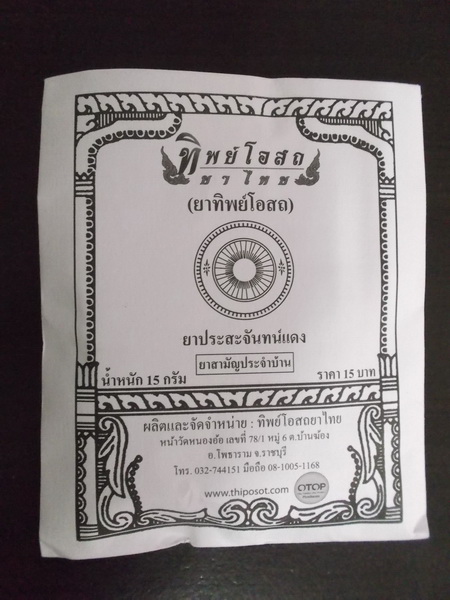 ทิพย์โอสถ
ยาไทย
(ยาทิพย์โอสถ)
ยาประสะจันทน์แดง
ยาสามัญประจำบ้าน
น้ำหนัก 15 กรัม
ราคา 15 บาท
ผลิตและจัดจำหน่าย : ทิพย์โอสถยาไทย
หน้าวัดหนองอ้อ เลขที่ 78/1 หมู่ 6 ต.บ้านฆ้อง
อ.โพธาราม จ.ราชบุรี
โทร. 032-744151 มือถือ 08-1005-1168
www.thiposot.com
OTOP